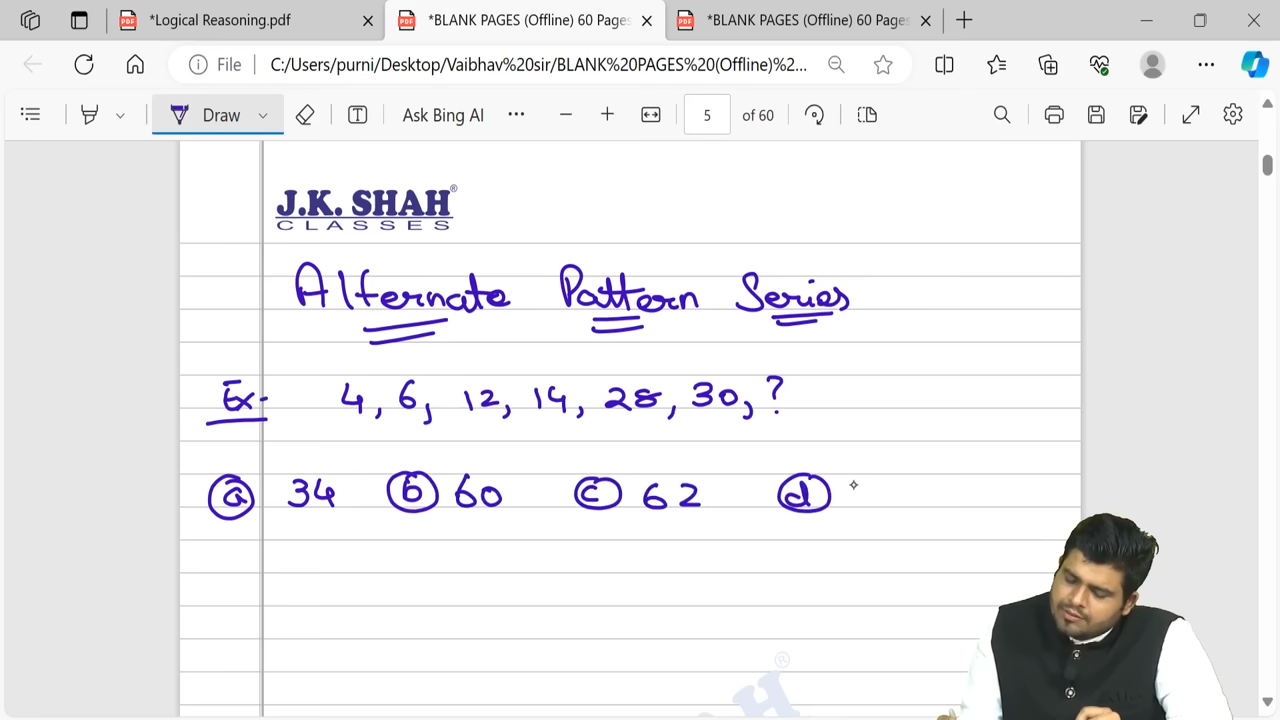 *Logical Reasoning.pdf
*BLANK PAGES (Offline) 60 Pages
*BLANK PAGES (Offline) 60 Pages
File C:/Users/purni/Desktop/Vaibhav%20sir/BLANK%20PAGES%20(Offline)%2...
Draw Ask Bing AI 5 of 60
J.K. SHAH®
CLASSES
Alternate Pattern Series
Ex:- 4, 6, 12, 14, 28, 30, ?
ⓐ 34 ⓑ 60 ⓒ 62 ⓓ